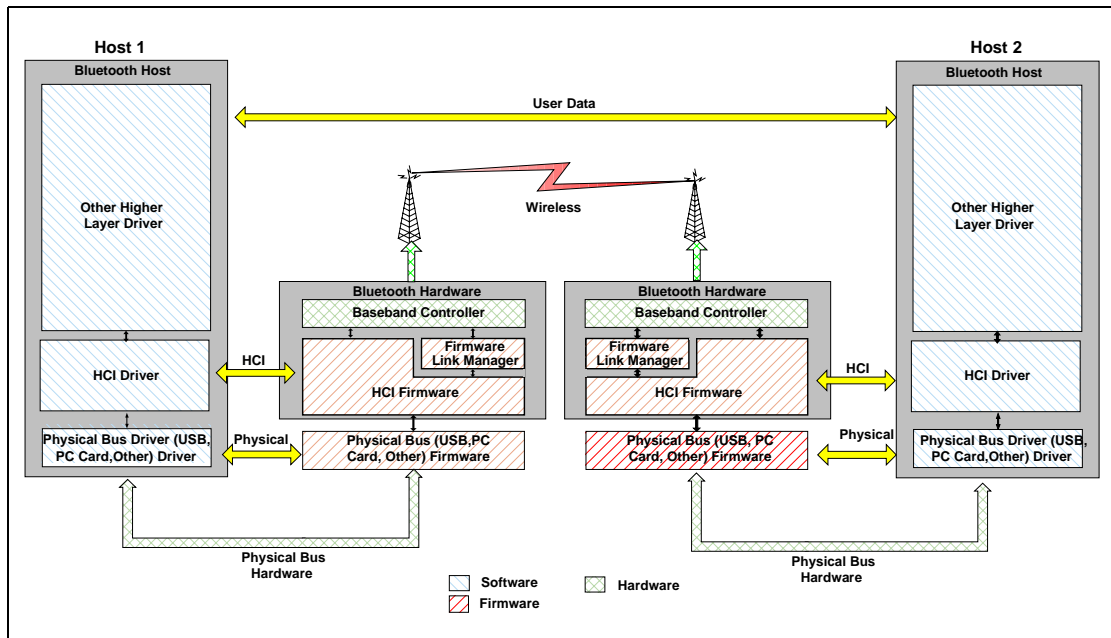 Host 1
Host 2
Bluetooth Host
Bluetooth Host
User Data
Other Higher
Layer Driver
Wireless
Other Higher
Layer Driver
Bluetooth Hardware
Baseband Controller
Firmware
Link Manager
HCI Firmware
Bluetooth Hardware
Baseband Controller
Firmware
Link Manager
HCI Firmware
HCI Driver
HCI
HCI
HCI Driver
Physical Bus Driver (USB,
PC Card,Other) Driver
Physical
Physical Bus (USB,PC
Card, Other) Firmware
Physical Bus (USB, PC
Card, Other) Firmware
Physical
Physical Bus Driver (USB,
PC Card,Other) Driver
Physical Bus
Hardware
Physical Bus
Hardware
Software
Hardware
Firmware